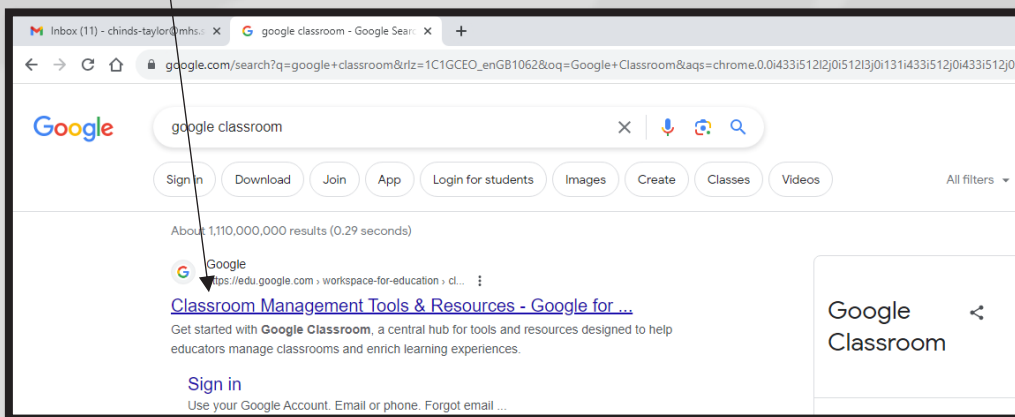 Inbox (11) - chinds-taylor@mhs.s
google classroom - Google Searc
google.com/search?q=google+classroom&rlz=1C1GCEO_enGB1062&oq=Google+Classroom&aqs=chrome.0.0i433i512l2j0i512l3j0i131i433i512j0i433i512j0
Google
google classroom
Sign in
Download
Join
App
Login for students
Images
Create
Classes
Videos
All filters
About 1,110,000,000 results (0.29 seconds)
G
Google
https://edu.google.com › workspace-for-education › cl...
Classroom Management Tools & Resources - Google for ...
Get started with Google Classroom, a central hub for tools and resources designed to help
educators manage classrooms and enrich learning experiences.
Google
Classroom
Sign in
Use your Google Account. Email or phone. Forgot email ...